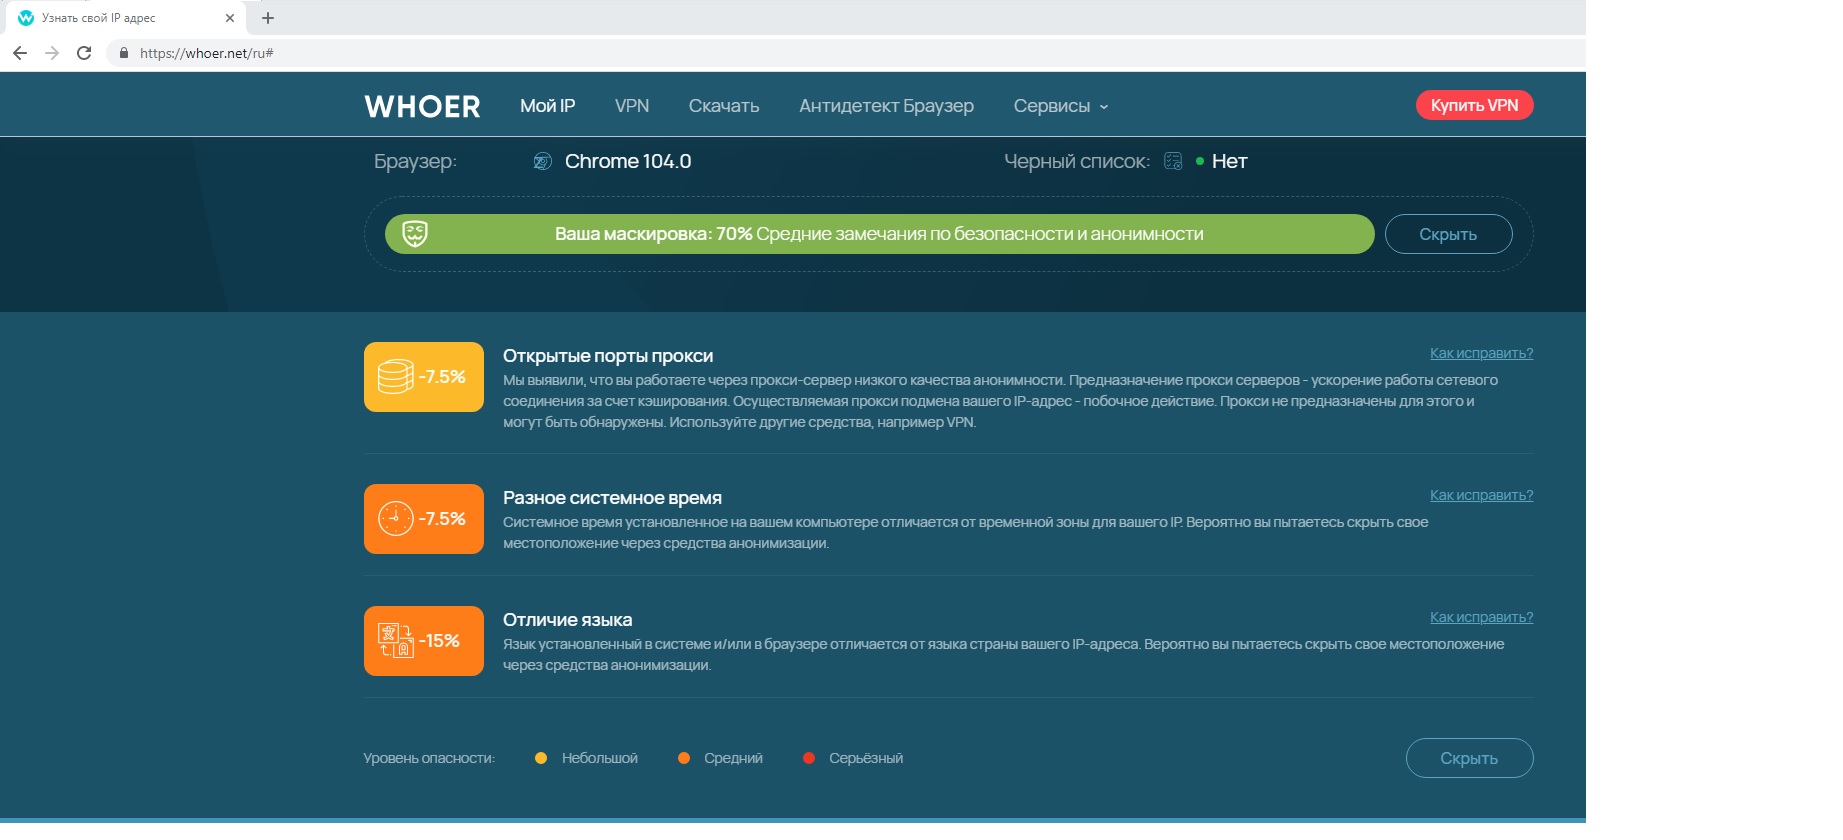 Узнать свой IP адрес
https://whoer.net/ru#
WHOER Мой IP VPN Скачать Антидетект Браузер Сервисы Купить VPN
Браузер: Chrome 104.0 Черный список: Нет
Ваша маскировка: 70% Средние замечания по безопасности и анонимности Скрыть
-7.5% Открытые порты прокси Как исправить?
Мы выявили, что вы работаете через прокси-сервер низкого качества анонимности. Предназначение прокси серверов - ускорение работы сетевого
соединения за счет кэширования. Осуществляемая прокси подмена вашего IP-адрес - побочное действие. Прокси не предназначены для этого и
могут быть обнаружены. Используйте другие средства, например VPN.
-7.5% Разное системное время Как исправить?
Системное время установленное на вашем компьютере отличается от временной зоны для вашего IP. Вероятно вы пытаетесь скрыть свое
местоположение через средства анонимизации.
-15% Отличие языка Как исправить?
Язык установленный в системе и/или в браузере отличается от языка страны вашего IP-адреса. Вероятно вы пытаетесь скрыть свое местоположение
через средства анонимизации.
Уровень опасности: Небольшой Средний Серьёзный Скрыть